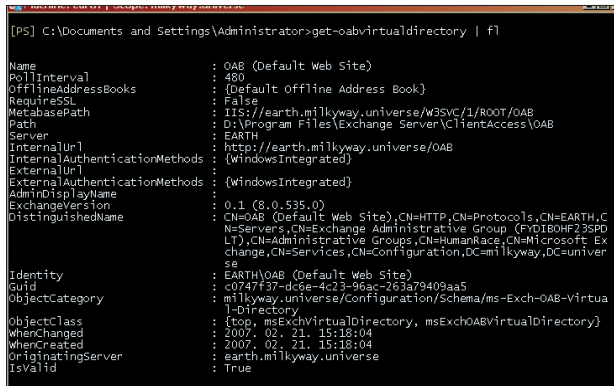 Machine: earth | Scope: milkyway.universe
[PS] C:\Documents and Settings\Administrator>get-oabvirtualdirectory | fl
Name : OAB (Default Web Site)
PollInterval : 480
OfflineAddressBooks : {Default Offline Address Book}
RequireSSL : False
MetabasePath : IIS://earth.milkyway.universe/W3SVC/1/ROOT/OAB
Path : D:\Program Files\Exchange Server\ClientAccess\OAB
Server : EARTH
InternalUrl : http://earth.milkyway.universe/OAB
InternalAuthenticationMethods : {WindowsIntegrated}
ExternalUrl :
ExternalAuthenticationMethods : {WindowsIntegrated}
AdminDisplayName :
ExchangeVersion : 0.1 (8.0.535.0)
DistinguishedName : CN=OAB (Default Web Site),CN=HTTP,CN=Protocols,CN=EARTH,C
N=Servers,CN=Exchange Administrative Group (FYDIBOHF23SPD
LT),CN=Administrative Groups,CN=HumanRace,CN=Microsoft Ex
change,CN=Services,CN=Configuration,DC=milkyway,DC=univer
se
Identity : EARTH\OAB (Default Web Site)
Guid : c0747f37-dc6e-4c23-96ac-263a79409aa5
ObjectCategory : milkyway.universe/Configuration/Schema/ms-Exch-OAB-Virtua
l-Directory
ObjectClass : {top, msExchVirtualDirectory, msExchOABVirtualDirectory}
WhenChanged : 2007. 02. 21. 15:18:04
WhenCreated : 2007. 02. 21. 15:18:04
OriginatingServer : earth.milkyway.universe
IsValid : True